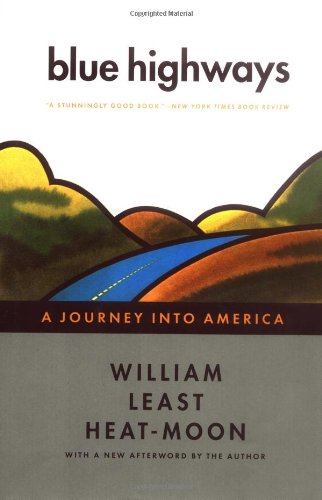 Copyrighted Material
blue highways
"A STUNNINGLY GOOD BOOK."–NEW YORK TIMES BOOK REVIEW
A JOURNEY INTO AMERICA
WILLIAM
LEAST
HEAT-MOON
WITH A NEW AFTERWORD BY THE AUTHOR